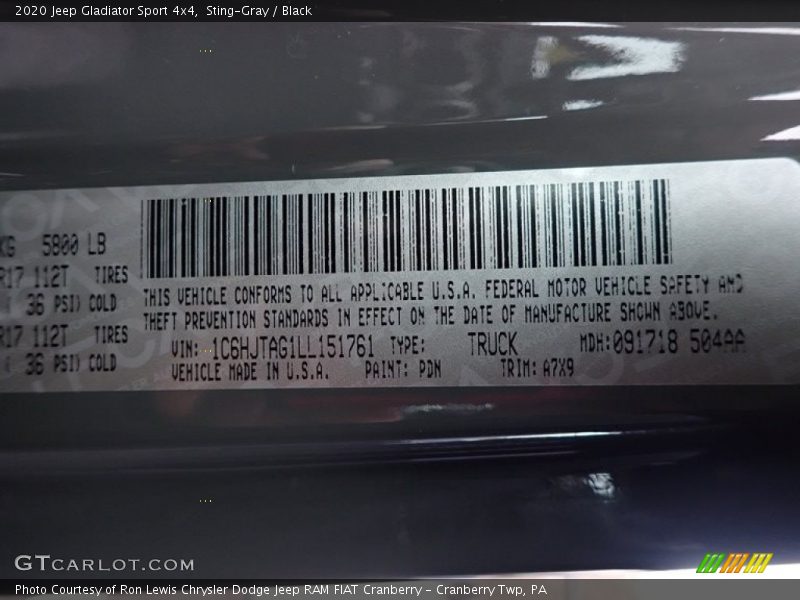 2020 Jeep Gladiator Sport 4x4, Sting-Gray / Black
KG 5800 LB
R17 112T TIRES
( 36 PSI) COLD
R17 112T TIRES
( 36 PSI) COLD
THIS VEHICLE CONFORMS TO ALL APPLICABLE U.S.A. FEDERAL MOTOR VEHICLE SAFETY AND
THEFT PREVENTION STANDARDS IN EFFECT ON THE DATE OF MANUFACTURE SHOWN ABOVE.
VIN: 1C6HJTAG1LL151761 TYPE: TRUCK MDH:091718 504AA
VEHICLE MADE IN U.S.A. PAINT: PDN TRIM: A7X9
GTCARLOT.COM
Photo Courtesy of Ron Lewis Chrysler Dodge Jeep RAM FIAT Cranberry - Cranberry Twp, PA